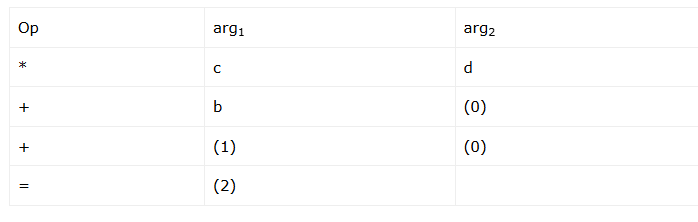 Op arg₁ arg₂
* c d
+ b (0)
+ (1) (0)
= (2)